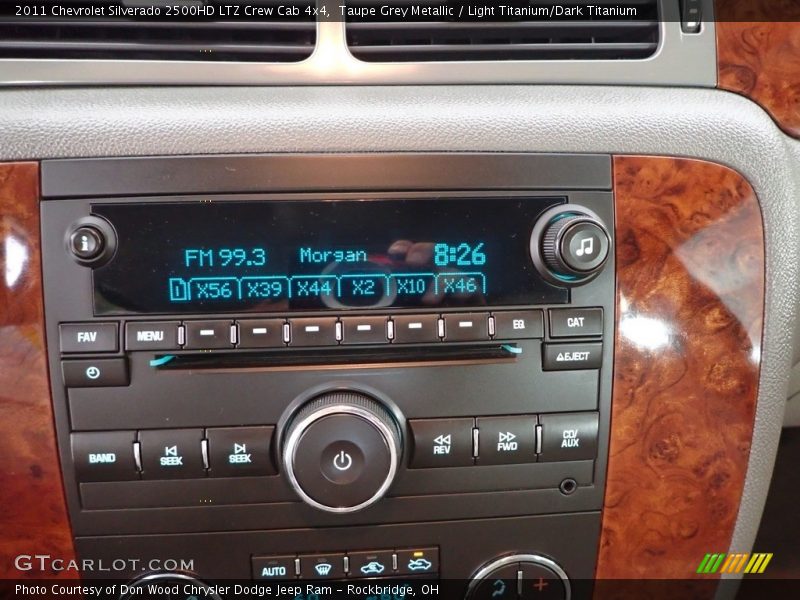 2011 Chevrolet Silverado 2500HD LTZ Crew Cab 4x4,  Taupe Grey Metallic / Light Titanium/Dark Titanium
FM 99.3 Morgan 8:26
1 X56 X39 X44 X2 X10 X46
FAV MENU EQ CAT
EJECT
BAND SEEK SEEK REV FWD CD/AUX
AUTO
GTCARLOT.COM
Photo Courtesy of Don Wood Chrysler Dodge Jeep Ram - Rockbridge, OH